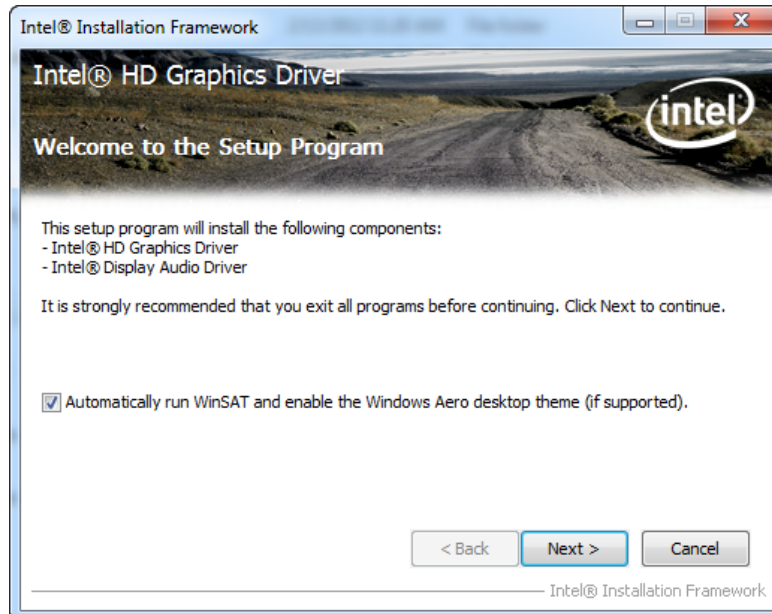 Intel® Installation Framework
Intel® HD Graphics Driver
intel
Welcome to the Setup Program
This setup program will install the following components:
- Intel® HD Graphics Driver
- Intel® Display Audio Driver
It is strongly recommended that you exit all programs before continuing. Click Next to continue.
Automatically run WinSAT and enable the Windows Aero desktop theme (if supported).
< Back
Next >
Cancel
Intel® Installation Framework